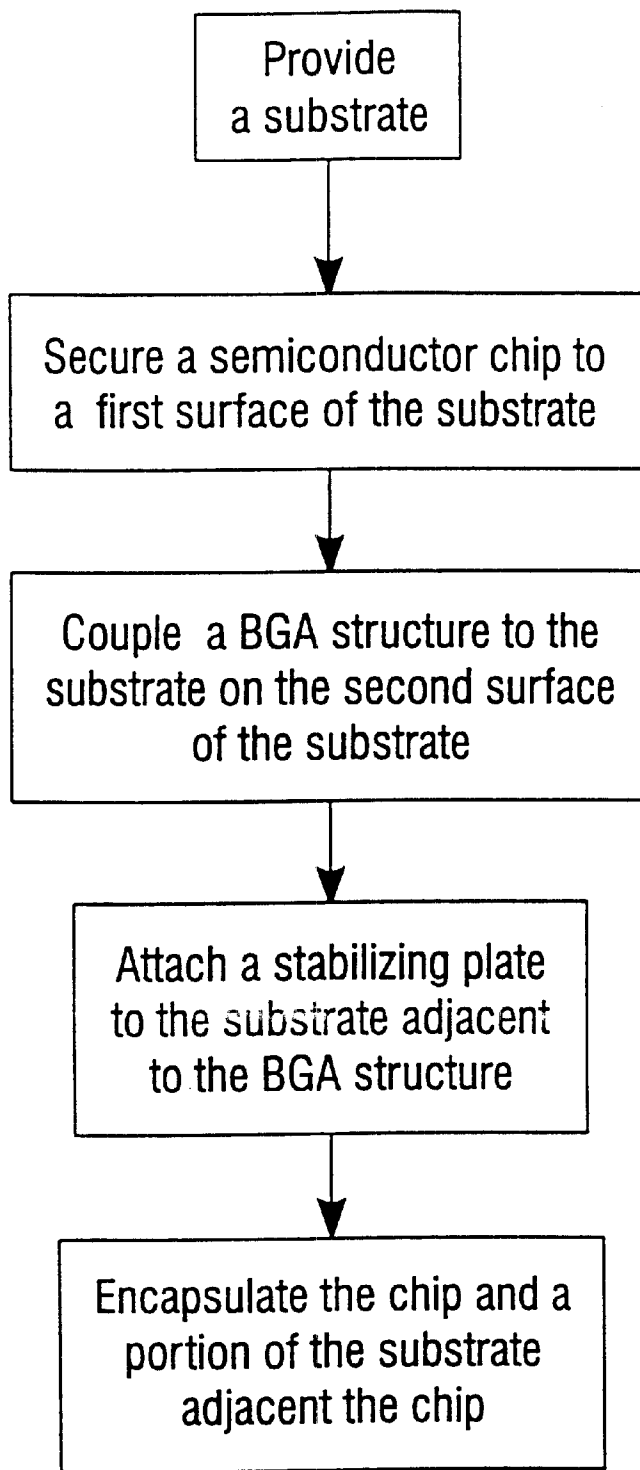 Provide
a substrate
Secure a semiconductor chip to
a first surface of the substrate
Couple a BGA structure to the
substrate on the second surface
of the substrate
Attach a stabilizing plate
to the substrate adjacent
to the BGA structure
Encapsulate the chip and a
portion of the substrate
adjacent the chip